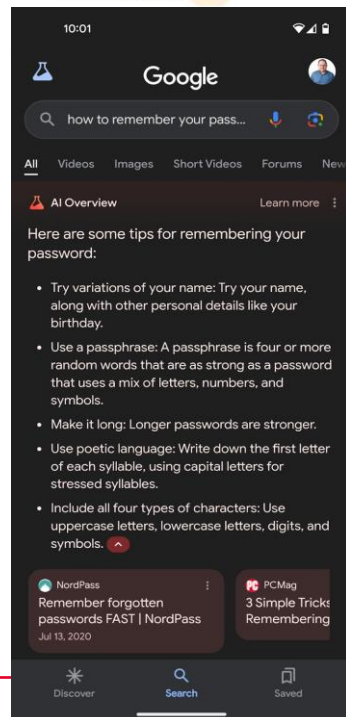 10:01
Google
how to remember your pass...
All Videos Images Short Videos Forums New
AI Overview Learn more
Here are some tips for remembering your
password:
• Try variations of your name: Try your name,
along with other personal details like your
birthday.
• Use a passphrase: A passphrase is four or more
random words that are as strong as a password
that uses a mix of letters, numbers, and
symbols.
• Make it long: Longer passwords are stronger.
• Use poetic language: Write down the first letter
of each syllable, using capital letters for
stressed syllables.
• Include all four types of characters: Use
uppercase letters, lowercase letters, digits, and
symbols.
NordPass
Remember forgotten
passwords FAST | NordPass
Jul 13, 2020
PC PCMag
3 Simple Tricks
Remembering
Discover Search Saved